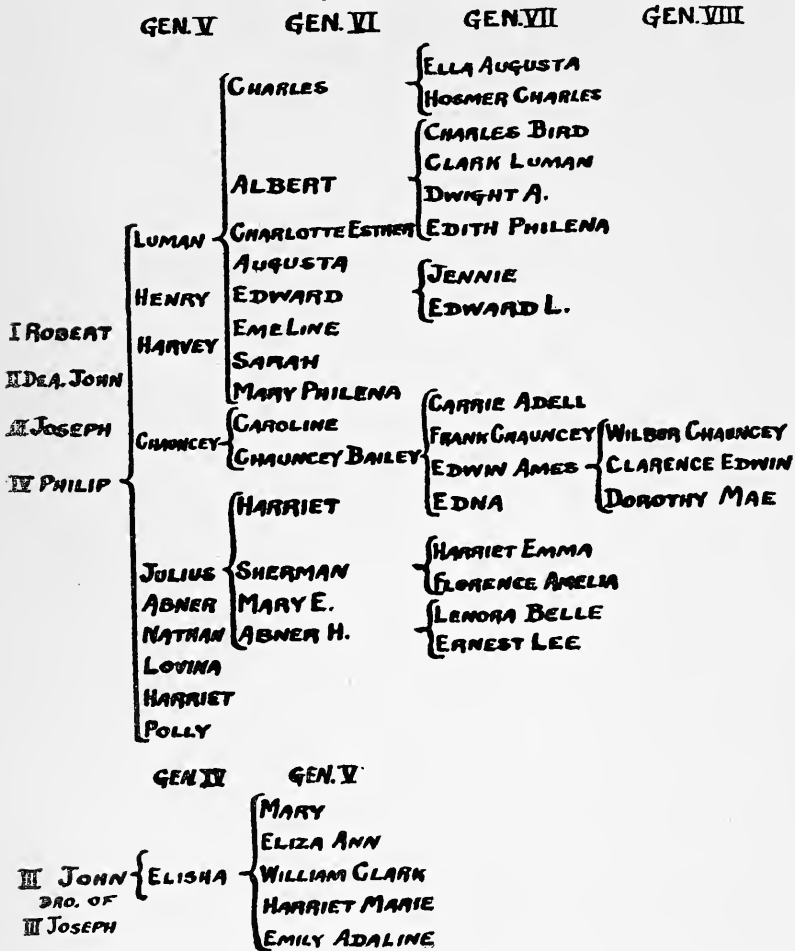 GEN. V GEN. VI GEN. VII GEN. VIII
CHARLES
ELLA AUGUSTA
HOSMER CHARLES
ALBERT
CHARLES BIRD
CLARK LUMAN
DWIGHT A.
EDITH PHILENA
LUMAN
CHARLOTTE ESTHER
AUGUSTA
HENRY
EDWARD
JENNIE
EDWARD L.
I ROBERT
HARVEY
EMELINE
SARAH
II DEA. JOHN
MARY PHILENA
III JOSEPH
CHAUNCEY
CAROLINE
CHAUNCEY BAILEY
CARRIE ADELL
FRANK CHAUNCEY
EDWIN AMES
EDNA
WILBUR CHAUNCEY
CLARENCE EDWIN
DOROTHY MAE
IV PHILIP
HARRIET
JULIUS
SHERMAN
HARRIET EMMA
FLORENCE AMELIA
ABNER
MARY E.
NATHAN
ABNER H.
LENORA BELLE
ERNEST LEE
LOVINA
HARRIET
POLLY
GEN IV GEN. V
MARY
ELIZA ANN
III JOHN
ELISHA
WILLIAM CLARK
BRO. OF
HARRIET MARIE
III JOSEPH
EMILY ADALINE